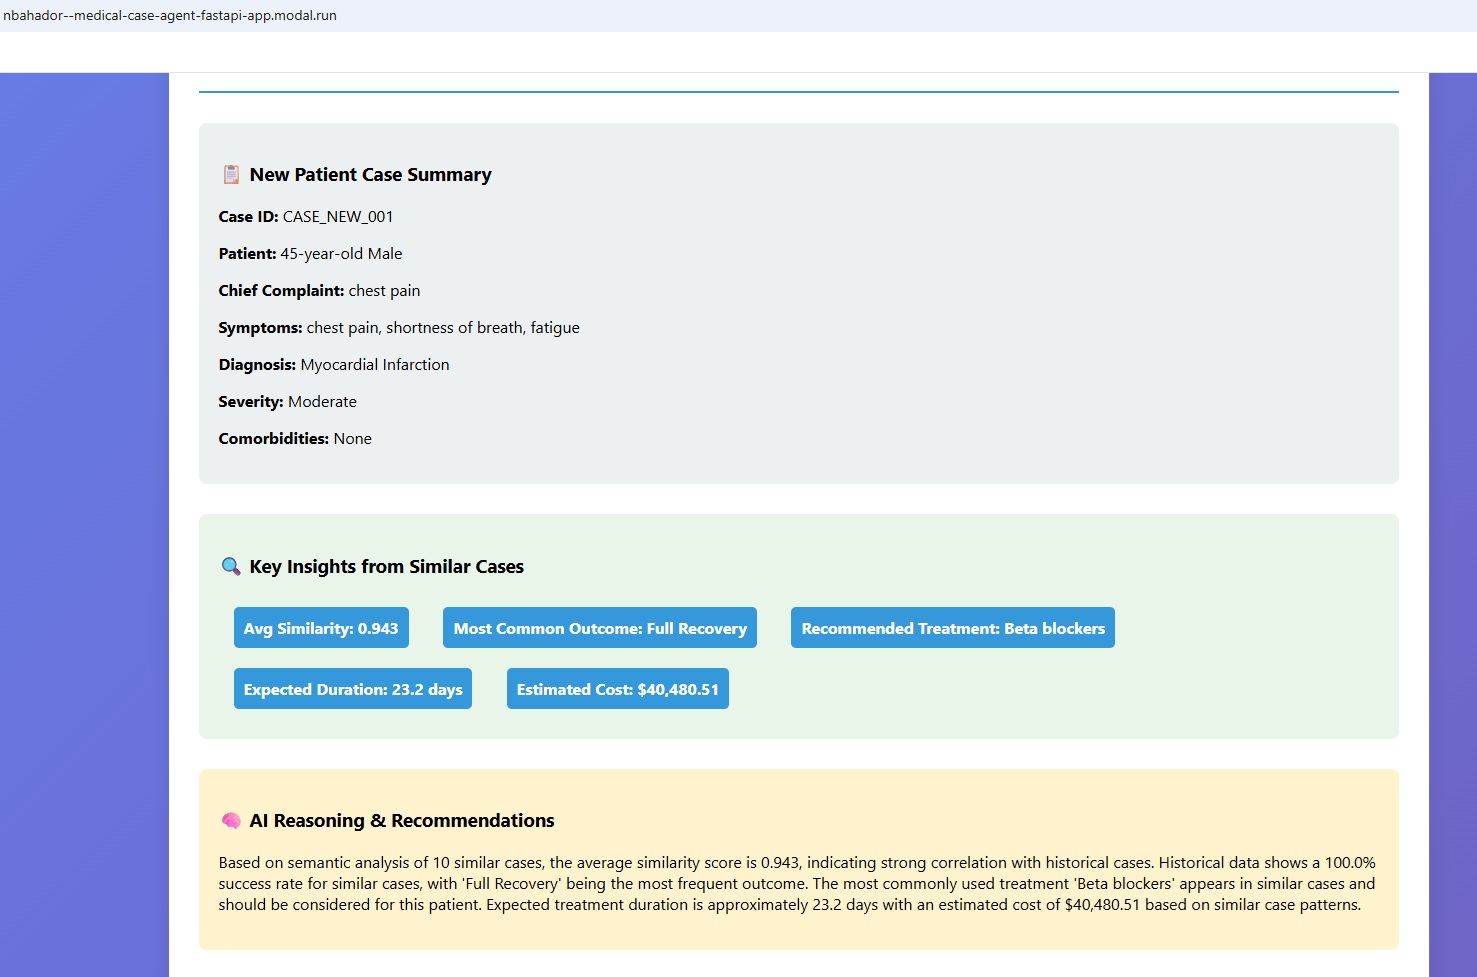 nbahador--medical-case-agent-fastapi-app.modal.run
New Patient Case Summary
Case ID: CASE_NEW_001
Patient: 45-year-old Male
Chief Complaint: chest pain
Symptoms: chest pain, shortness of breath, fatigue
Diagnosis: Myocardial Infarction
Severity: Moderate
Comorbidities: None
Key Insights from Similar Cases
Avg Similarity: 0.943
Most Common Outcome: Full Recovery
Recommended Treatment: Beta blockers
Expected Duration: 23.2 days
Estimated Cost: $40,480.51
AI Reasoning & Recommendations
Based on semantic analysis of 10 similar cases, the average similarity score is 0.943, indicating strong correlation with historical cases. Historical data shows a 100.0%
success rate for similar cases, with 'Full Recovery' being the most frequent outcome. The most commonly used treatment 'Beta blockers' appears in similar cases and
should be considered for this patient. Expected treatment duration is approximately 23.2 days with an estimated cost of $40,480.51 based on similar case patterns.